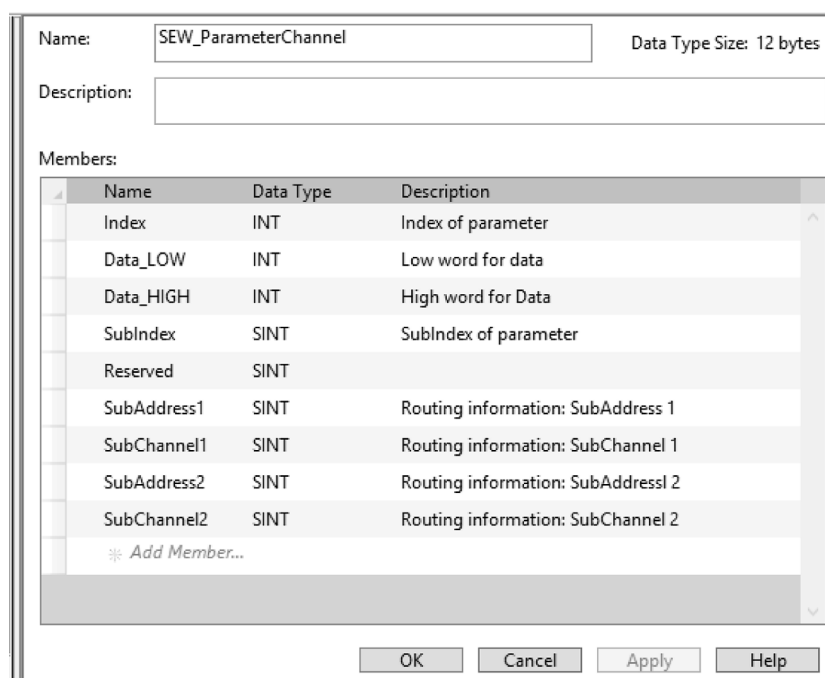 Name: SEW_ParameterChannel Data Type Size: 12 bytes
Description:
Members:
Name Data Type Description
Index INT Index of parameter
Data_LOW INT Low word for data
Data_HIGH INT High word for Data
SubIndex SINT SubIndex of parameter
Reserved SINT
SubAddress1 SINT Routing information: SubAddress 1
SubChannel1 SINT Routing information: SubChannel 1
SubAddress2 SINT Routing information: SubAddressl 2
SubChannel2 SINT Routing information: SubChannel 2
Add Member...
OK Cancel Apply Help